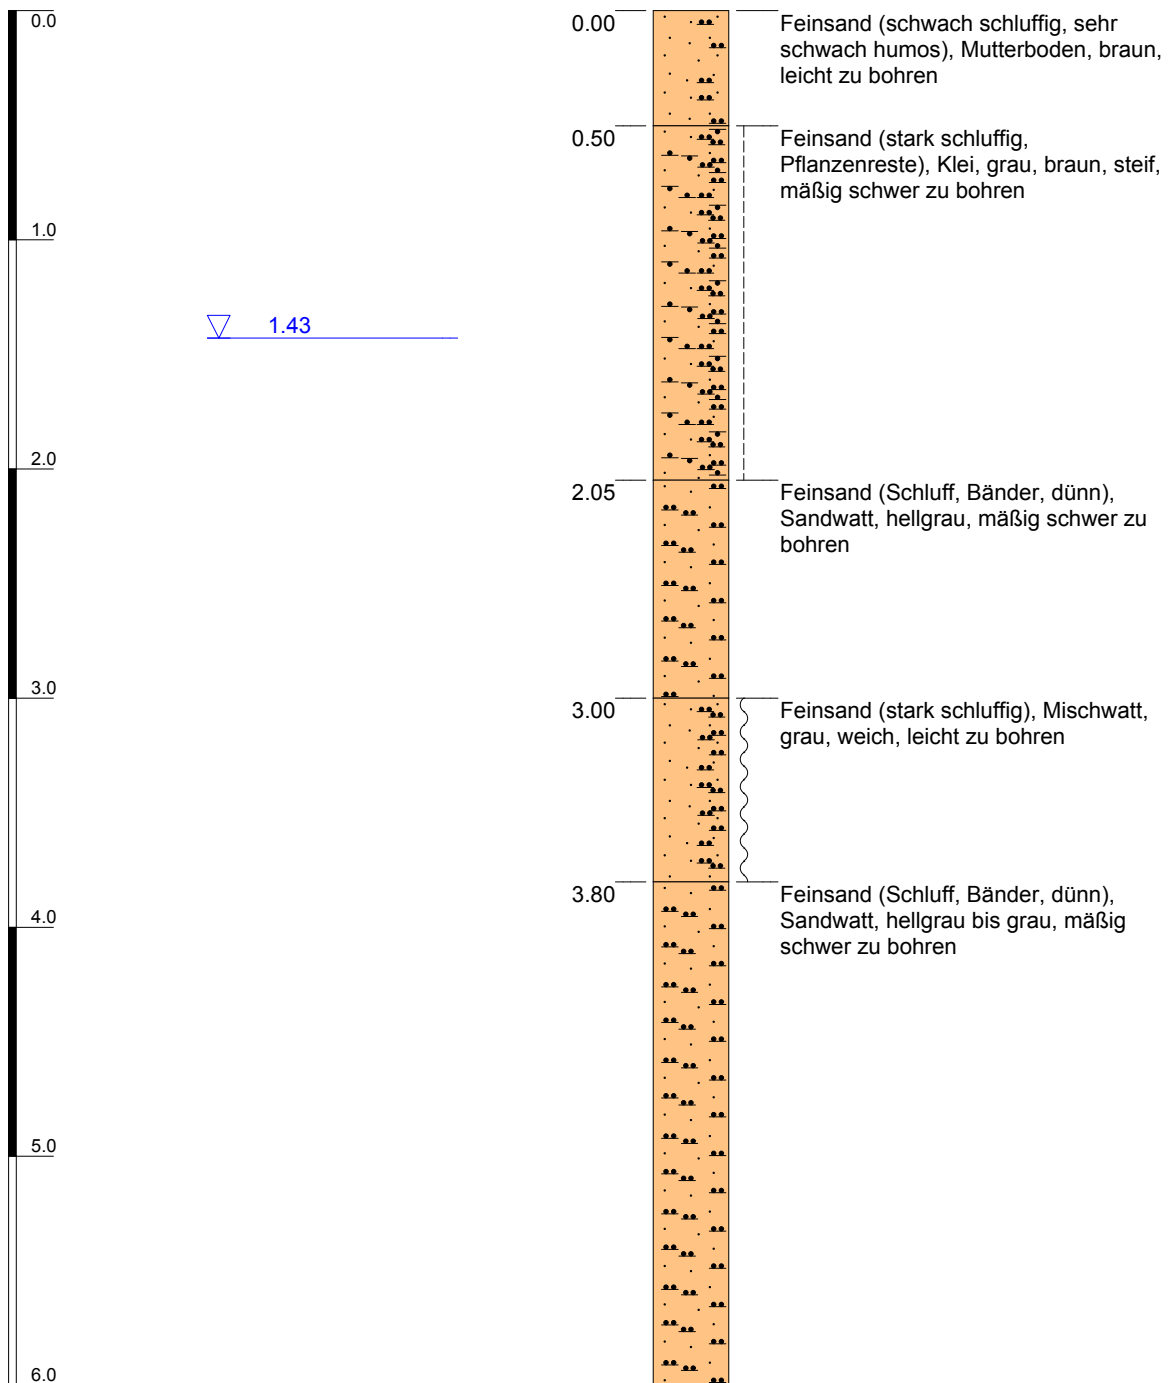 0.0
0.00
Feinsand (schwach schluffig, sehr
schwach humos), Mutterboden, braun,
leicht zu bohren
0.50
Feinsand (stark schluffig,
Pflanzenreste), Klei, grau, braun, steif,
mäßig schwer zu bohren
1.0
1.43
2.0
2.05
Feinsand (Schluff, Bänder, dünn),
Sandwatt, hellgrau, mäßig schwer zu
bohren
3.0
3.00
Feinsand (stark schluffig), Mischwatt,
grau, weich, leicht zu bohren
3.80
Feinsand (Schluff, Bänder, dünn),
Sandwatt, hellgrau bis grau, mäßig
schwer zu bohren
4.0
5.0
6.0